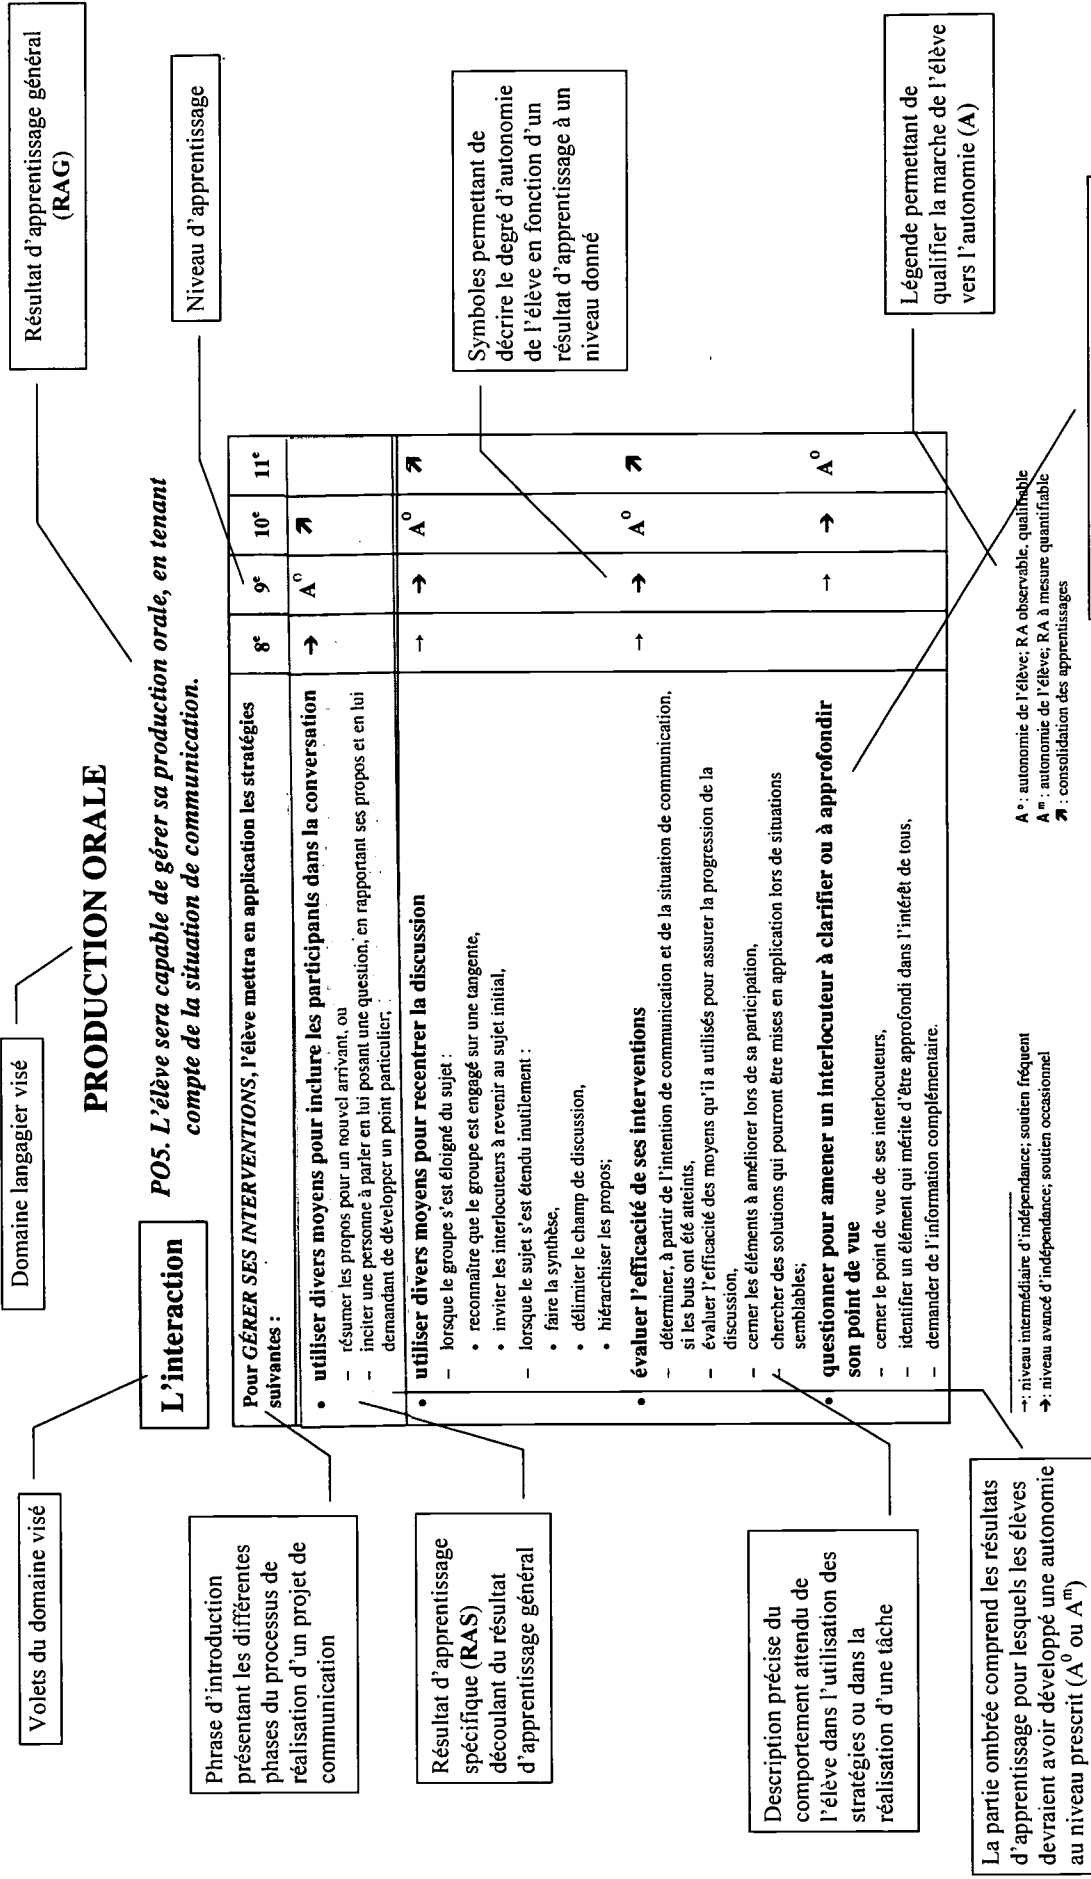 Domaine langagier visé
Volets du domaine visé
PRODUCTION ORALE
Résultat d'apprentissage général
(RAG)
L'interaction
PO5. L'élève sera capable de gérer sa production orale, en tenant
compte de la situation de communication.
Niveau d'apprentissage
Phrase d'introduction
présentant les différentes
phases du processus de
réalisation d'un projet de
communication
Pour GÉRER SES INTERVENTIONS, l'élève mettra en application les stratégies
suivantes :
8e 9e 10e 11e
• utiliser divers moyens pour inclure les participants dans la conversation → Ao ↗
– résumer les propos pour un nouvel arrivant, ou
– inciter une personne à parler en lui posant une question, en rapportant ses propos et en lui
demandant de développer un point particulier;
• utiliser divers moyens pour recentrer la discussion → → Ao ↗
– lorsque le groupe s'est éloigné du sujet :
• reconnaître que le groupe est engagé sur une tangente,
• inviter les interlocuteurs à revenir au sujet initial,
– lorsque le sujet s'est étendu inutilement :
• faire la synthèse,
• délimiter le champ de discussion,
• hiérarchiser les propos;
• évaluer l'efficacité de ses interventions → → Ao ↗
– déterminer, à partir de l'intention de communication et de la situation de communication,
si les buts ont été atteints,
– évaluer l'efficacité des moyens qu'il a utilisés pour assurer la progression de la
discussion,
– cerner les éléments à améliorer lors de sa participation,
– chercher des solutions qui pourront être mises en application lors de situations
semblables;
• questionner pour amener un interlocuteur à clarifier ou à approfondir
son point de vue → → Ao
– cerner le point de vue de ses interlocuteurs,
– identifier un élément qui mérite d'être approfondi dans l'intérêt de tous,
– demander de l'information complémentaire.
Résultat d'apprentissage
spécifique (RAS)
découlant du résultat
d'apprentissage général
Symboles permettant de
décrire le degré d'autonomie
de l'élève en fonction d'un
résultat d'apprentissage à un
niveau donné
Description précise du
comportement attendu de
l'élève dans l'utilisation des
stratégies ou dans la
réalisation d'une tâche
Légende permettant de
qualifier la marche de l'élève
vers l'autonomie (A)
La partie ombrée comprend les résultats
d'apprentissage pour lesquels les élèves
devraient avoir développé une autonomie
au niveau prescrit (A0 ou Am)
→: niveau intermédiaire d'indépendance; soutien fréquent
➔: niveau avancé d'indépendance; soutien occasionnel
A o : autonomie de l'élève; RA observable, qualifiable
A m : autonomie de l'élève; RA à mesure quantifiable
↗ : consolidation des apprentissages